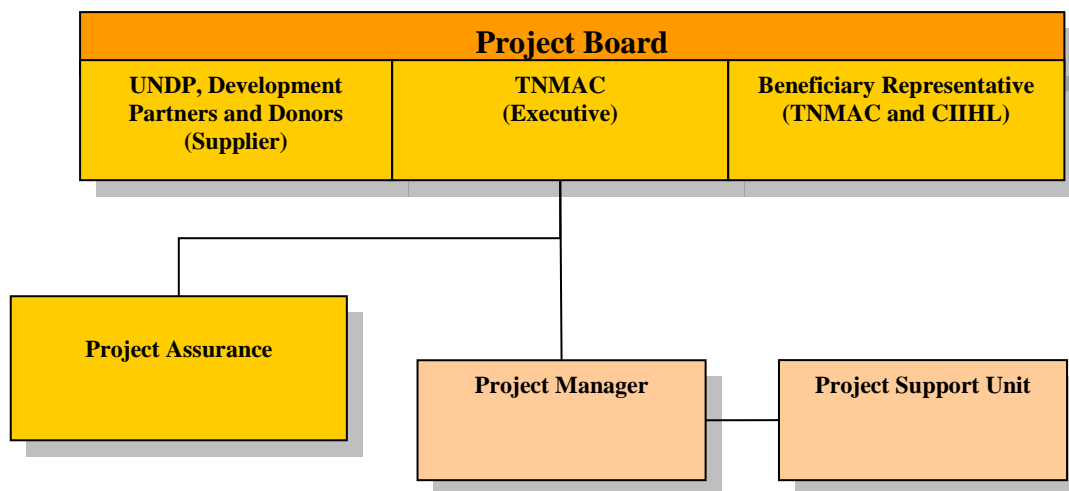 Project Board
UNDP, Development
Partners and Donors
(Supplier)
TNMAC
(Executive)
Beneficiary Representative
(TNMAC and CIIHL)
Project Assurance
Project Manager
Project Support Unit